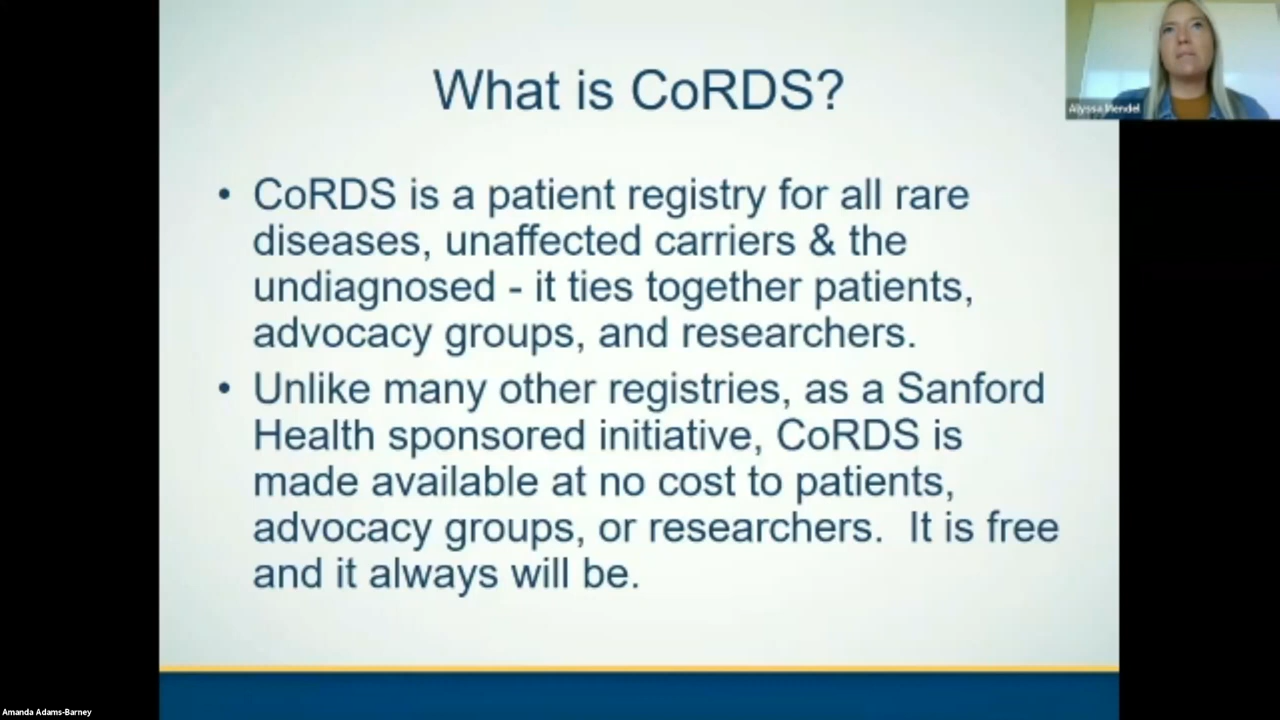 What is CoRDS?
Alyssa Mendel
• CoRDS is a patient registry for all rare
diseases, unaffected carriers & the
undiagnosed - it ties together patients,
advocacy groups, and researchers.
• Unlike many other registries, as a Sanford
Health sponsored initiative, CoRDS is
made available at no cost to patients,
advocacy groups, or researchers.  It is free
and it always will be.
Amanda Adams-Barney